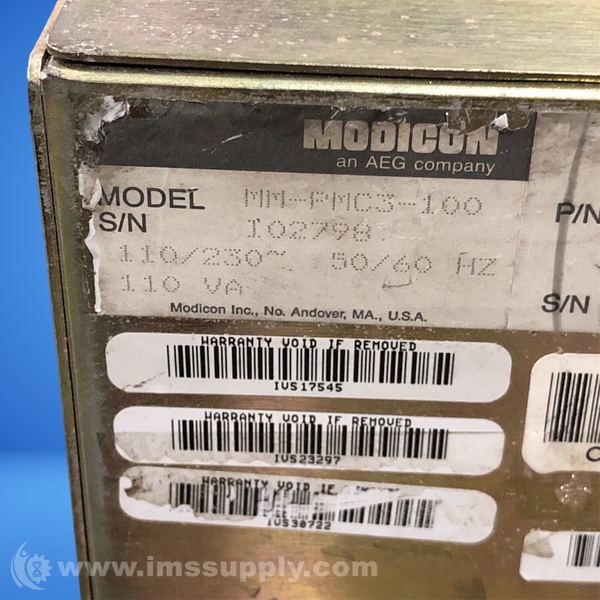 MODICON
an AEG company
MODEL MM-PMC3-100
S/N I02798
110/230~ 50/60 HZ
110 VA
Modicon Inc., No. Andover, MA., U.S.A.
P/N
S/N
WARRANTY VOID IF REMOVED
IVS17545
WARRANTY VOID IF REMOVED
IVS23297
WARRANTY VOID IF
IVS30722
www.imssupply.com